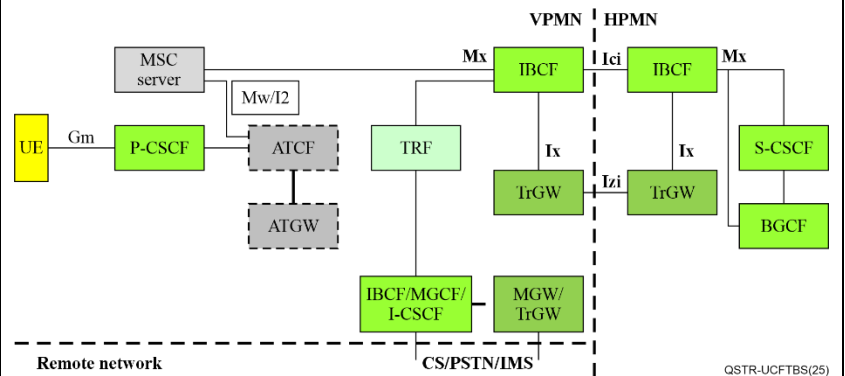 VPMN HPMN
MSC
server
Mx
IBCF
Ici
IBCF
Mx
Mw/I2
UE
Gm
P-CSCF
ATCF
TRF
Ix
Ix
S-CSCF
ATGW
TrGW
Izi
TrGW
BGCF
IBCF/MGCF/
I-CSCF
MGW/
TrGW
Remote network
CS/PSTN/IMS
QSTR-UCFTBS(25)